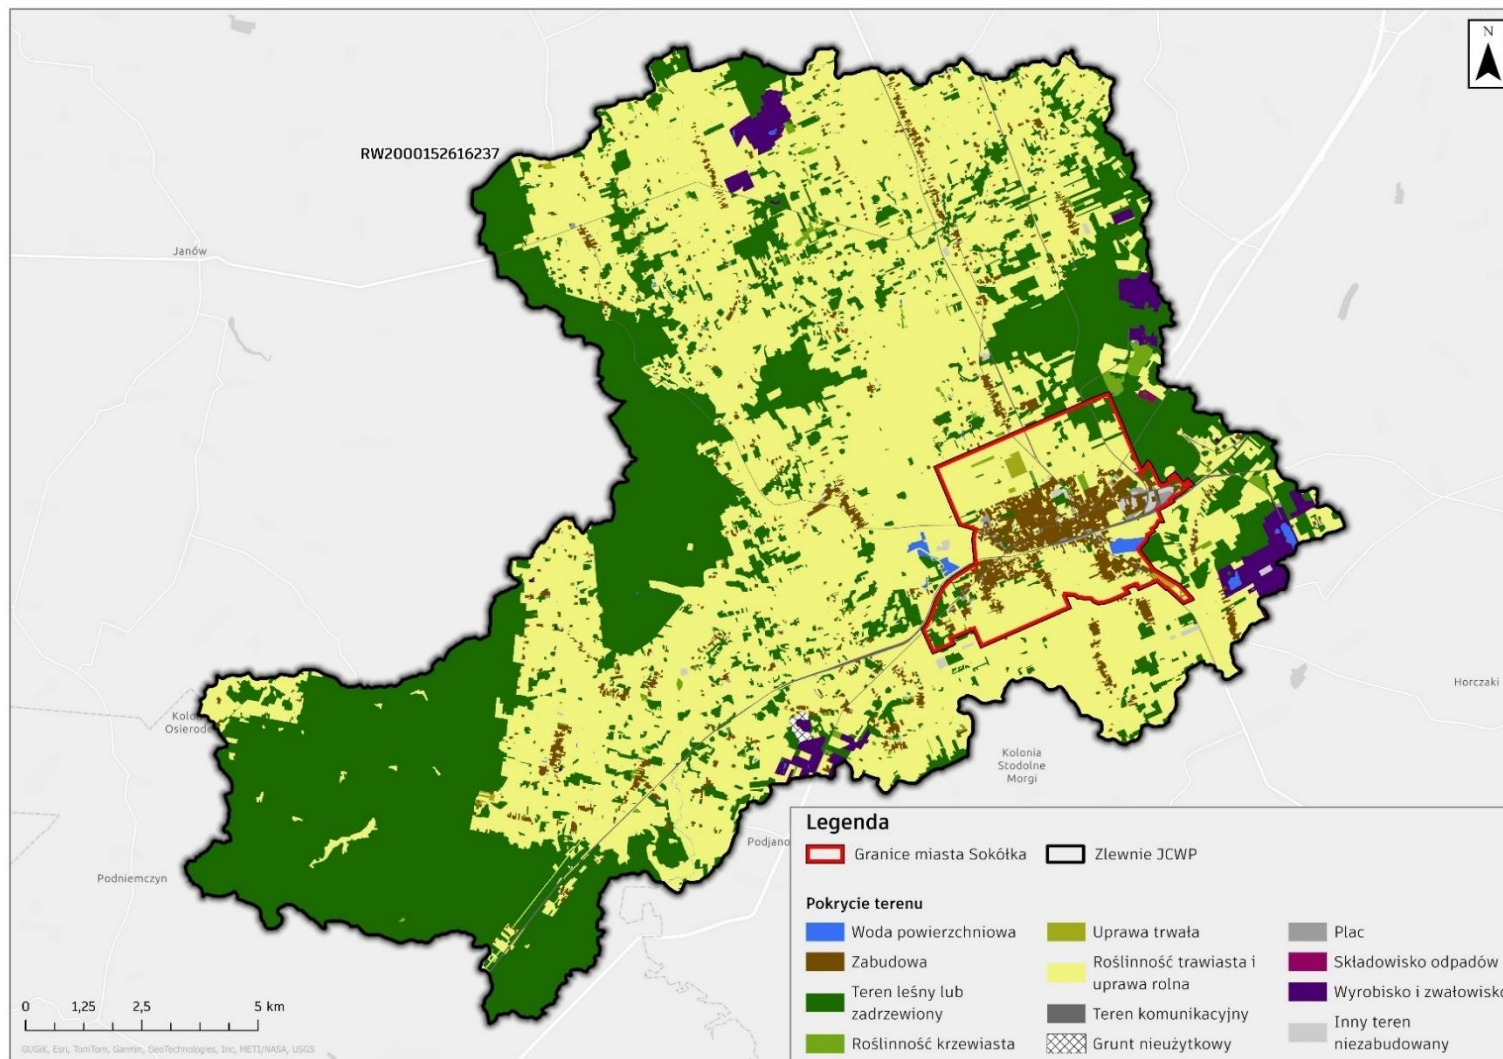 N
RW2000152616237
Janów
Horczaki
Kolonia
Stodolne
Morgi
Podniemczyn
0 1,25 2,5 5 km
GUGiK, Esri, TomTom, Garmin, GeoTechnologies, Inc, METI/NASA, USGS
Legenda
Granice miasta Sokółka
Zlewnie JCWP
Pokrycie terenu
Woda powierzchniowa
Zabudowa
Teren leśny lub
zadrzewiony
Roślinność krzewiasta
Uprawa trwała
Roślinność trawiasta i
uprawa rolna
Teren komunikacyjny
Grunt nieużytkowy
Plac
Składowisko odpadów
Wyrobisko i zwałowisko
Inny teren
niezabudowany